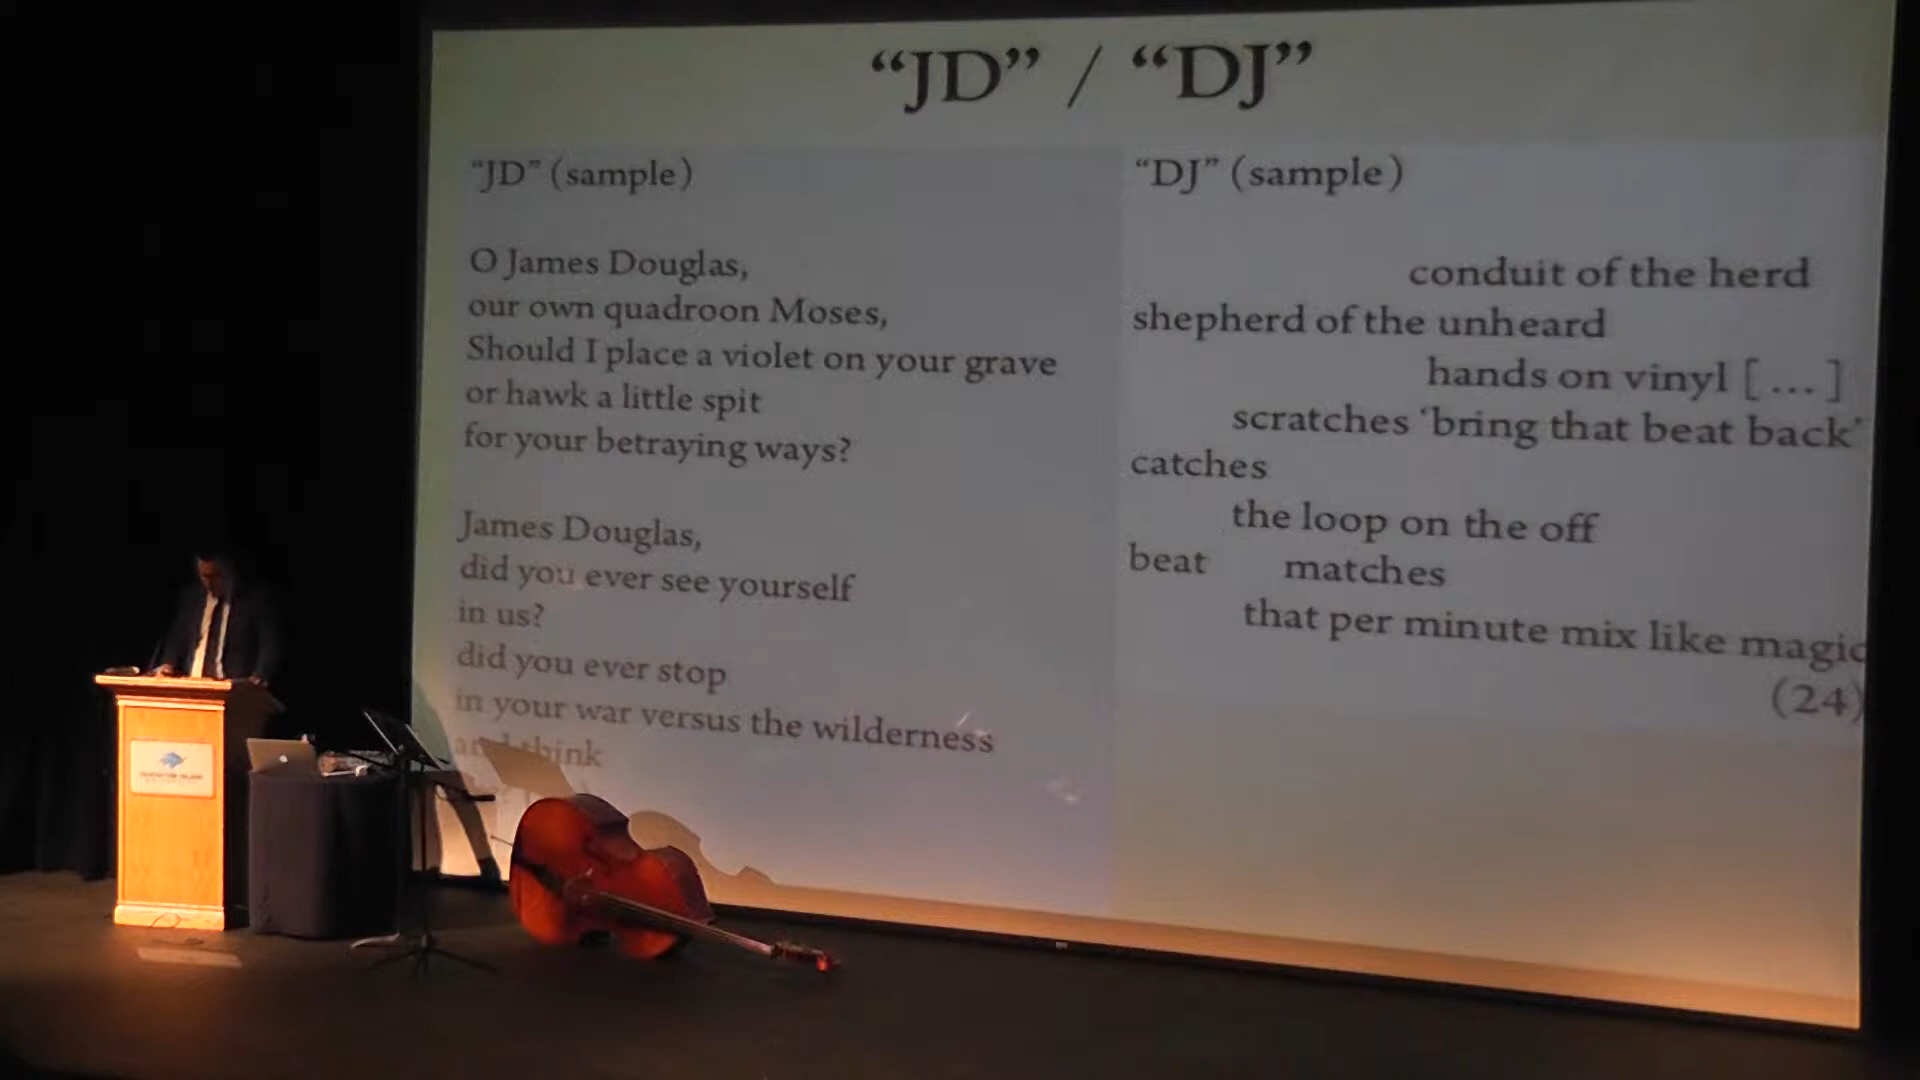 “JD” / “DJ”
“JD” (sample)
O James Douglas,
our own quadroon Moses,
Should I place a violet on your grave
or hawk a little spit
for your betraying ways?
James Douglas,
did you ever see yourself
in us?
did you ever stop
in your war versus the wilderness
and think
“DJ” (sample)
conduit of the herd
shepherd of the unheard
hands on vinyl [ ... ]
scratches ‘bring that beat back’
catches
the loop on the off
beat matches
that per minute mix like magic
(24)